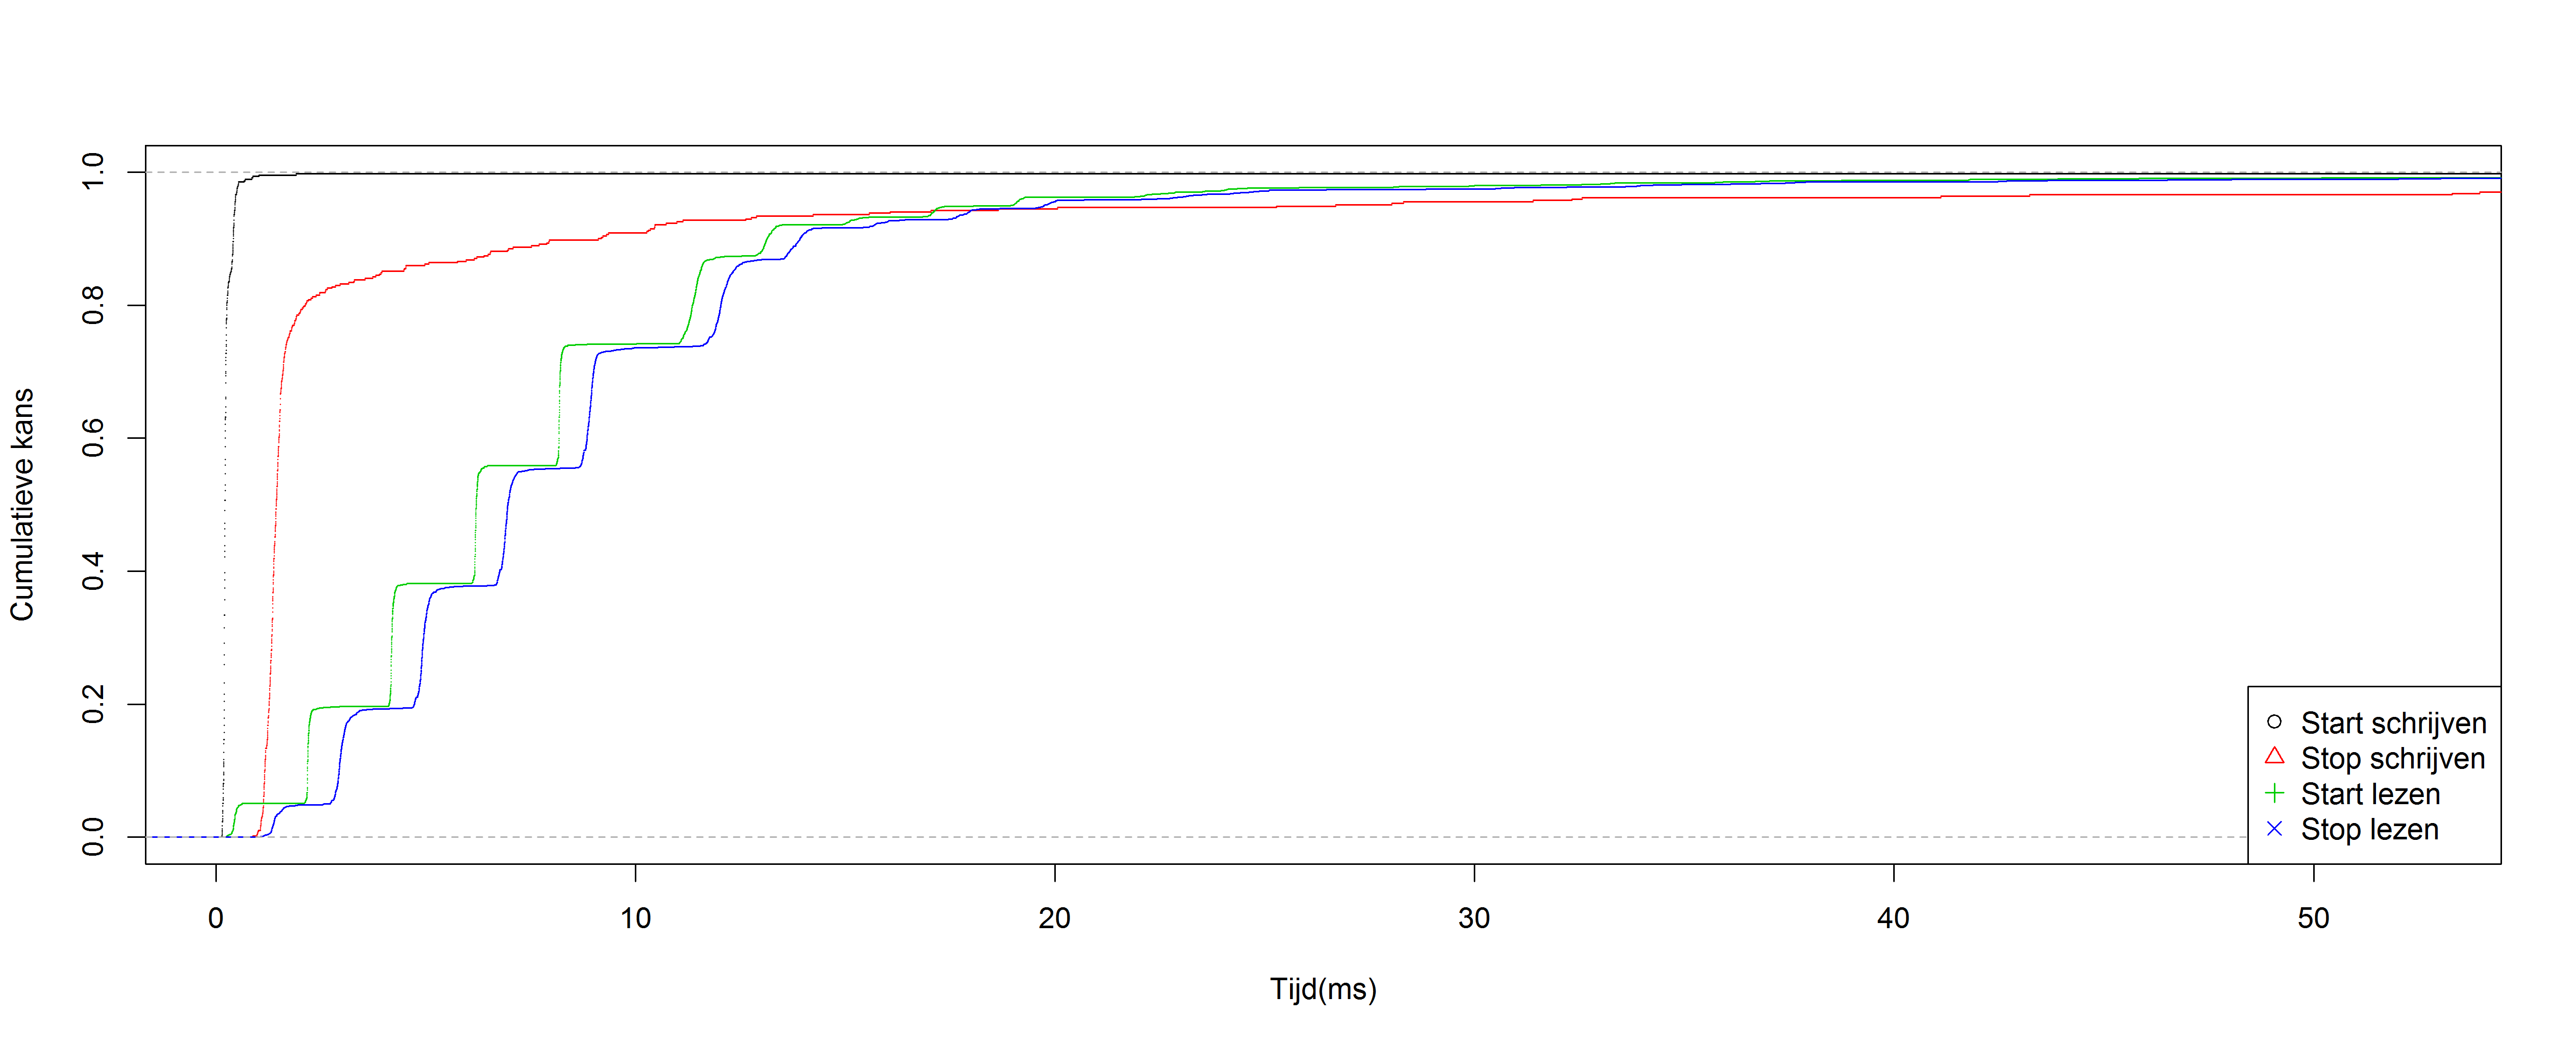 Cumulatieve kans
1.0
0.8
0.6
0.4
0.2
0.0
0 10 20 30 40 50
Tijd(ms)
Start schrijven
Stop schrijven
Start lezen
Stop lezen